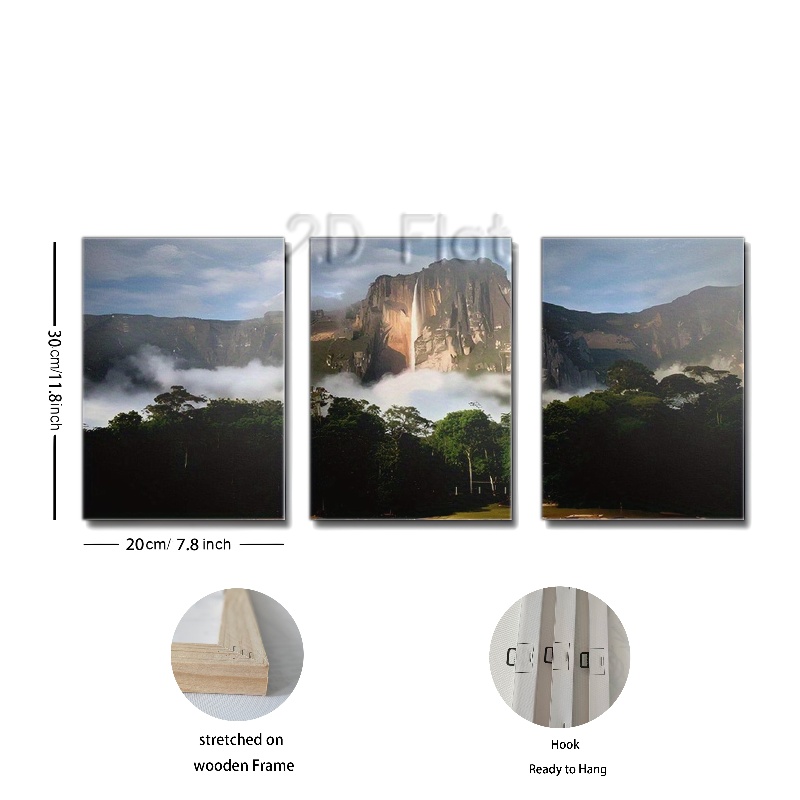 2D Flat
30cm/11.8inch
20cm/ 7.8 inch
stretched on
wooden Frame
Hook
Ready to Hang